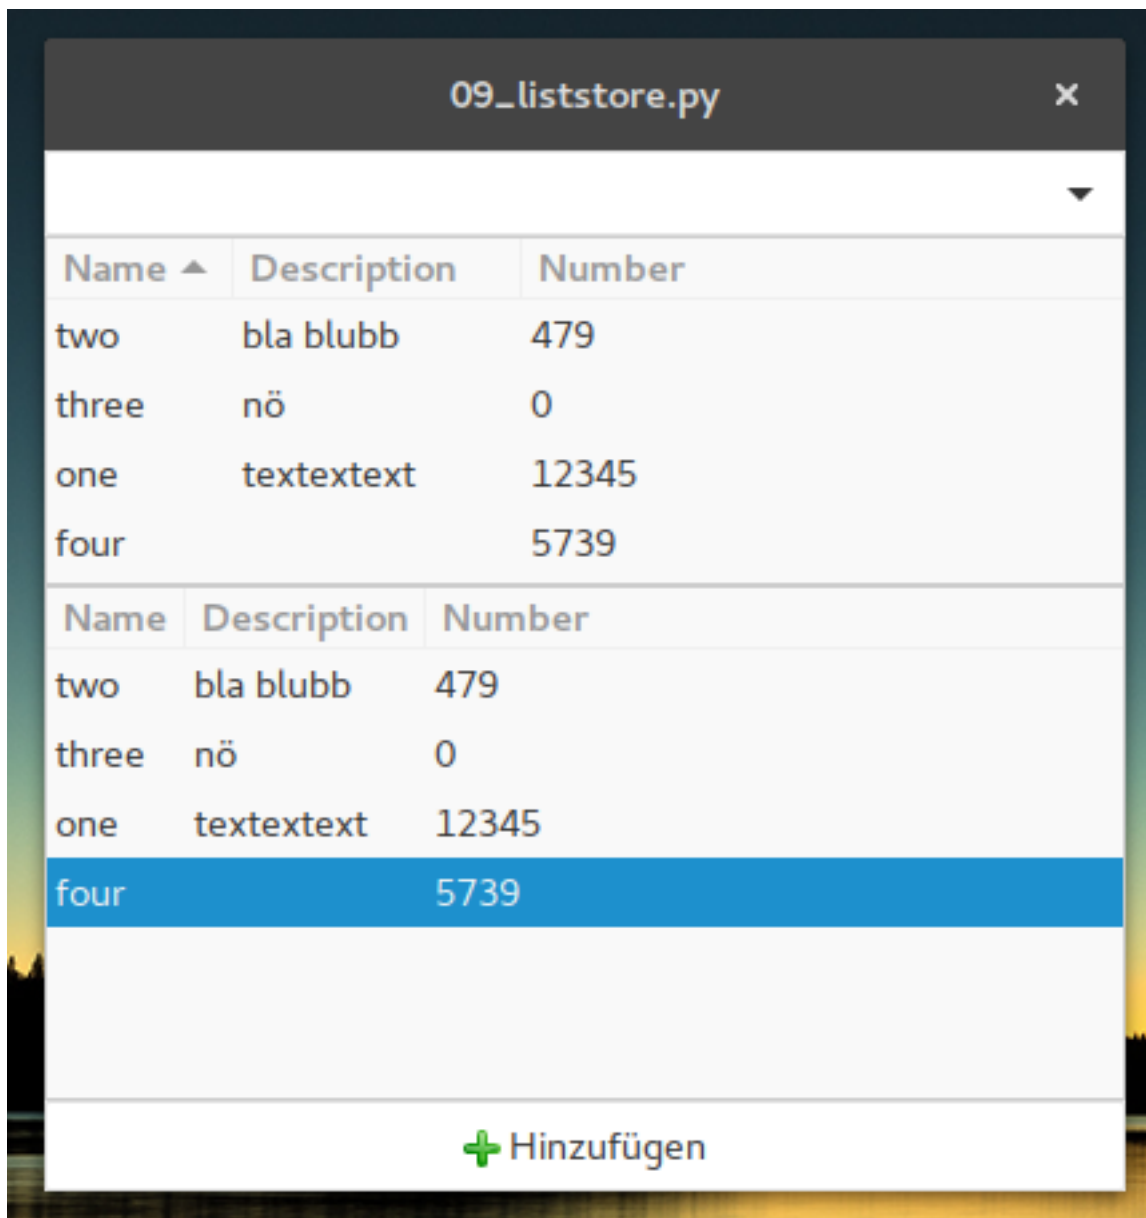 09_liststore.py
Name Description Number
two bla blubb 479
three nö 0
one textextext 12345
four 5739
Name Description Number
two bla blubb 479
three nö 0
one textextext 12345
four 5739
Hinzufügen